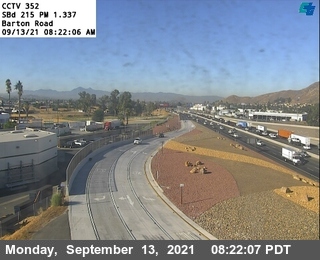 CCTV 352
SBd 215 PM 1.337
Barton Road
09/13/21 08:22:06 AM
Monday, September 13, 2021 08:22:07 PDT